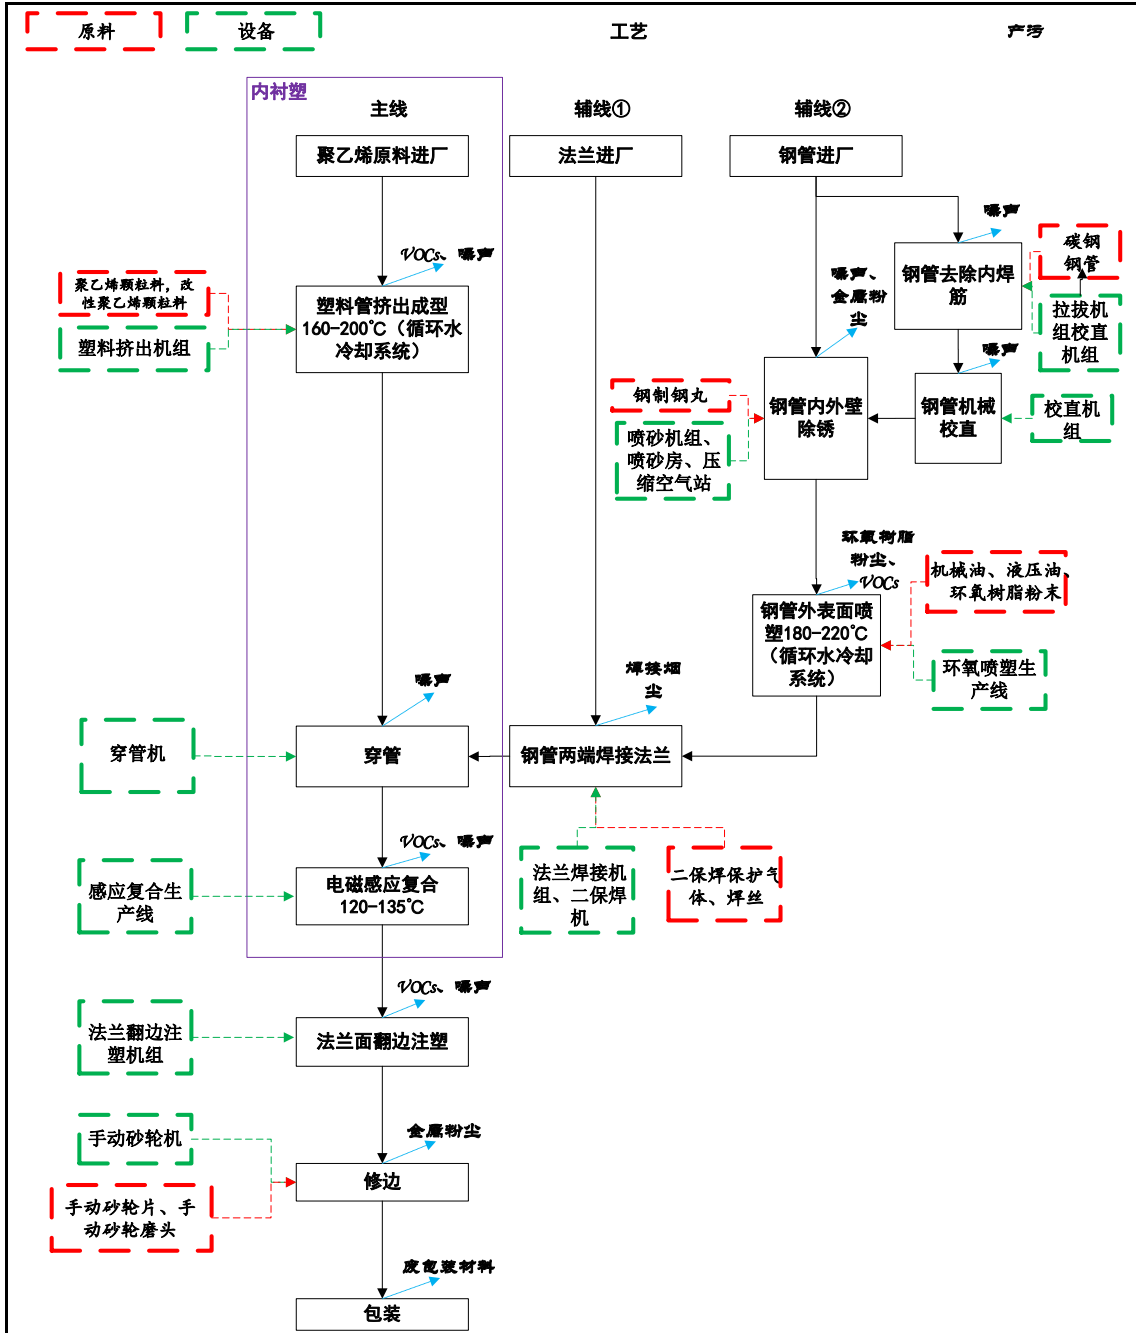 原料
设备
工艺
产污
内衬塑
主线
辅线①
辅线②
聚乙烯原料进厂
法兰进厂
钢管进厂
噪声
碳钢
钢管
VOCs、噪声
钢管去除内焊
筋
噪声、
金属粉
尘
聚乙烯颗粒料，改
性聚乙烯颗粒料
塑料管挤出成型
160-200℃（循环水
冷却系统）
拉拔机
组校直
机组
塑料挤出机组
噪声
钢制钢丸
钢管内外壁
除锈
钢管机械
校直
校直机
组
喷砂机组、
喷砂房、压
缩空气站
环氧树脂
粉尘、
VOCs
机械油、液压油、
环氧树脂粉末
钢管外表面喷
塑180-220℃
（循环水冷却
系统）
环氧喷塑生
产线
噪声
焊接烟
尘
穿管机
穿管
钢管两端焊接法兰
VOCs、噪声
感应复合生
产线
电磁感应复合
120-135℃
法兰焊接机
组、二保焊
机
二保焊保护气
体、焊丝
VOCs、噪声
法兰翻边注
塑机组
法兰面翻边注塑
手动砂轮机
金属粉尘
修边
手动砂轮片、手
动砂轮磨头
废包装材料
包装